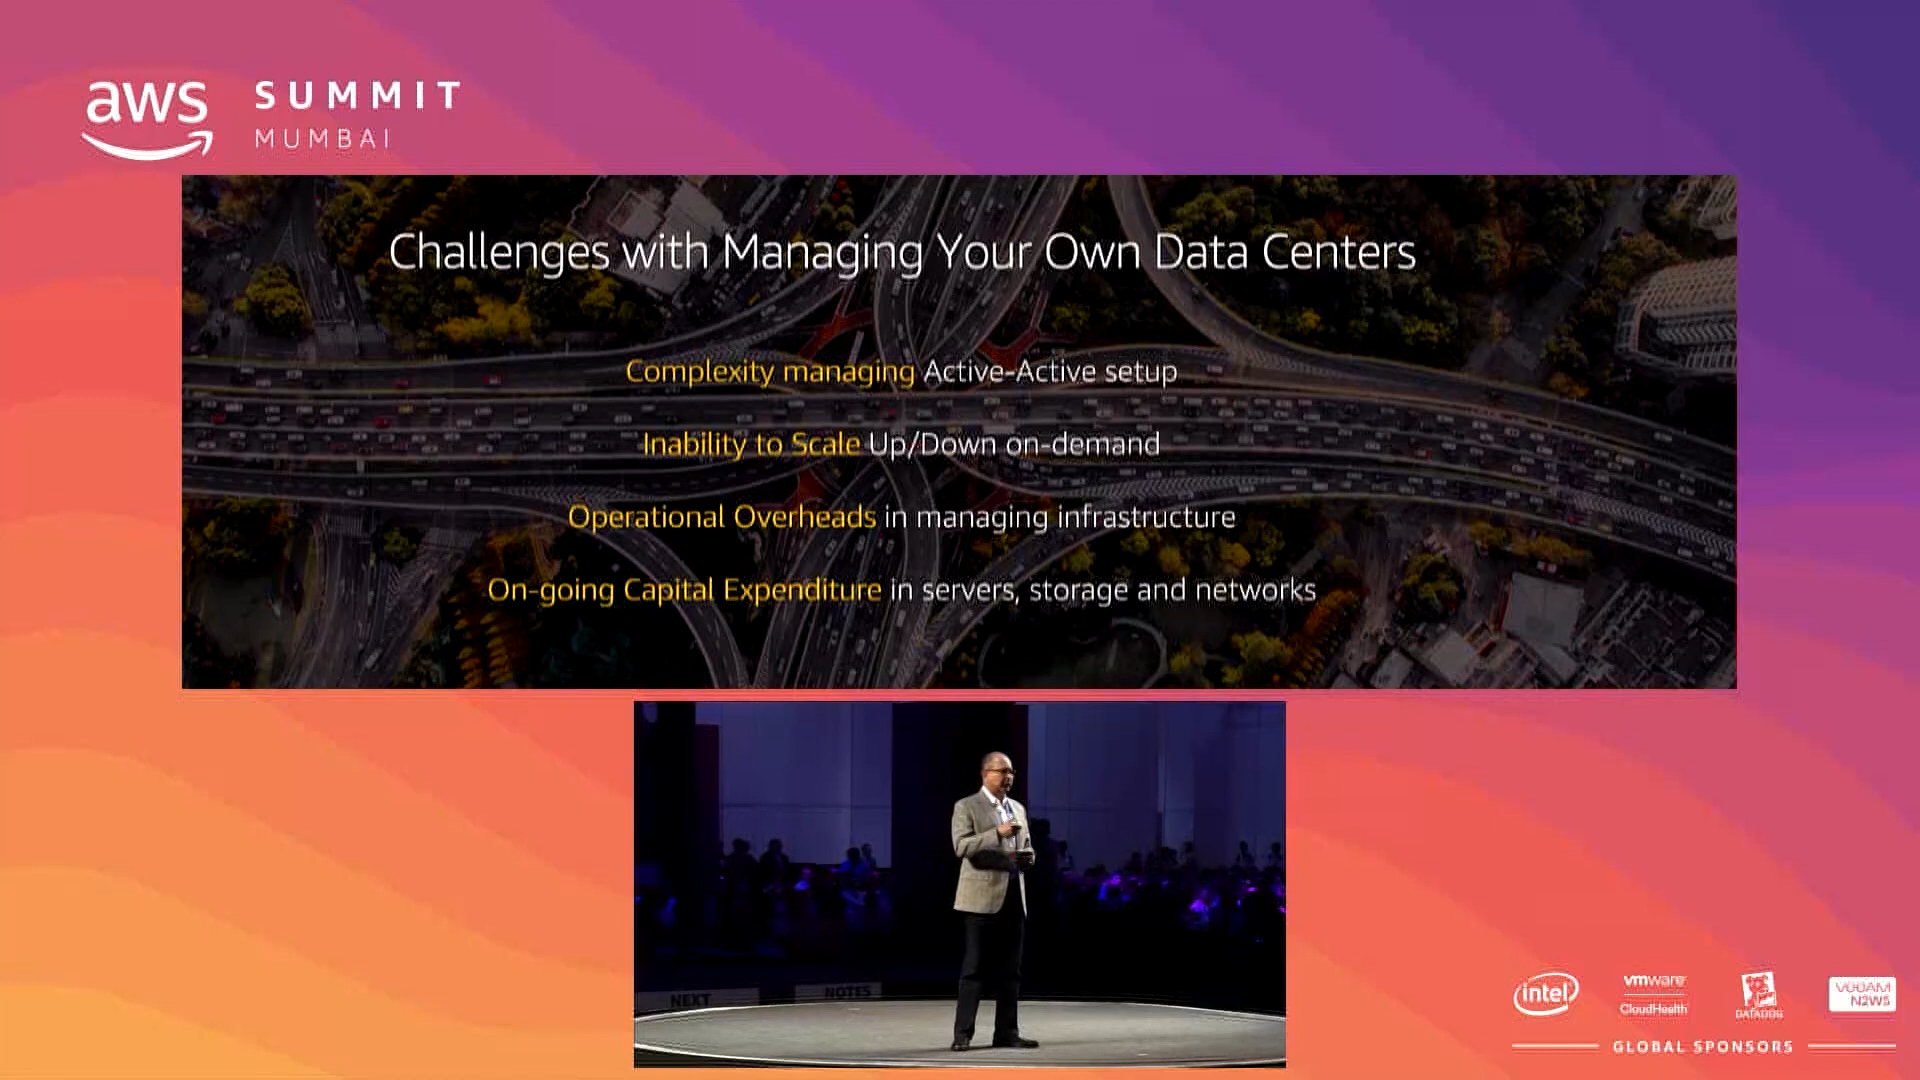 aws
SUMMIT
MUMBAI
Challenges with Managing Your Own Data Centers
Complexity managing Active-Active setup
Inability to Scale Up/Down on-demand
Operational Overheads in managing infrastructure
On-going Capital Expenditure in servers, storage and networks
NEXT
NOTES
intel
vmware
CloudHealth
DATADOG
VEEAM
N2WS
GLOBAL SPONSORS